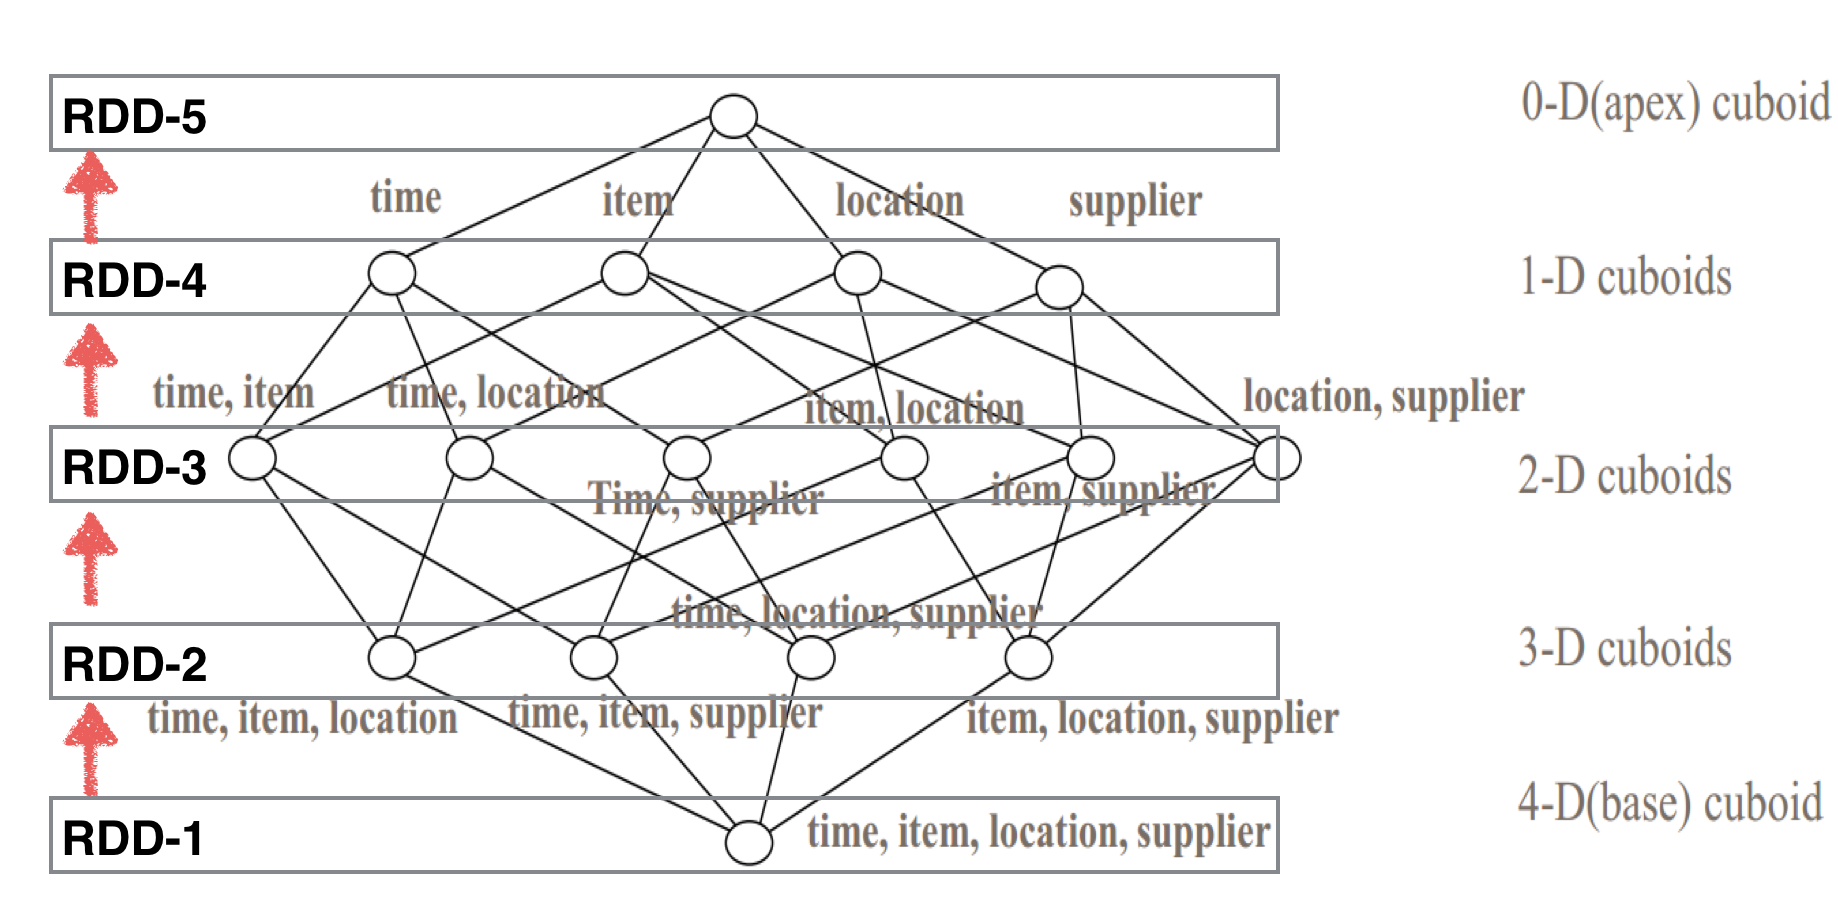 RDD-5
0-D(apex) cuboid
time
item
location
supplier
RDD-4
1-D cuboids
time, item
time, location
item, location
location, supplier
RDD-3
2-D cuboids
Time, supplier
item, supplier
time, location, supplier
RDD-2
3-D cuboids
time, item, location
time, item, supplier
item, location, supplier
RDD-1
time, item, location, supplier
4-D(base) cuboid